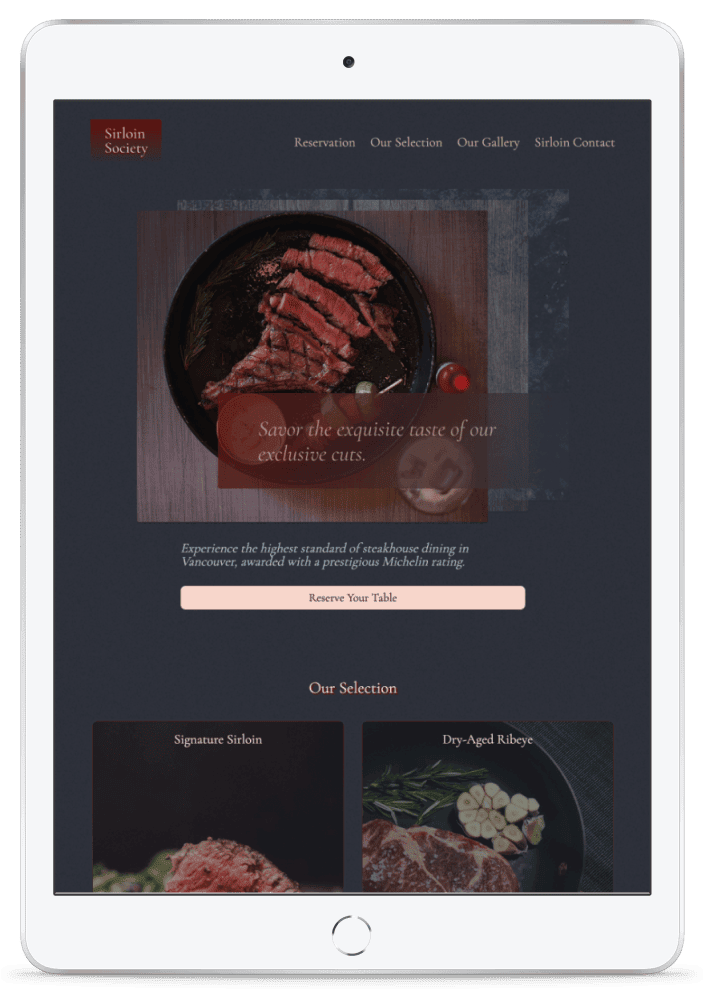 Sirloin
Society
Reservation Our Selection Our Gallery Sirloin Contact
Savor the exquisite taste of our
exclusive cuts.
Experience the highest standard of steakhouse dining in
Vancouver, awarded with a prestigious Michelin rating.
Reserve Your Table
Our Selection
Signature Sirloin
Dry-Aged Ribeye